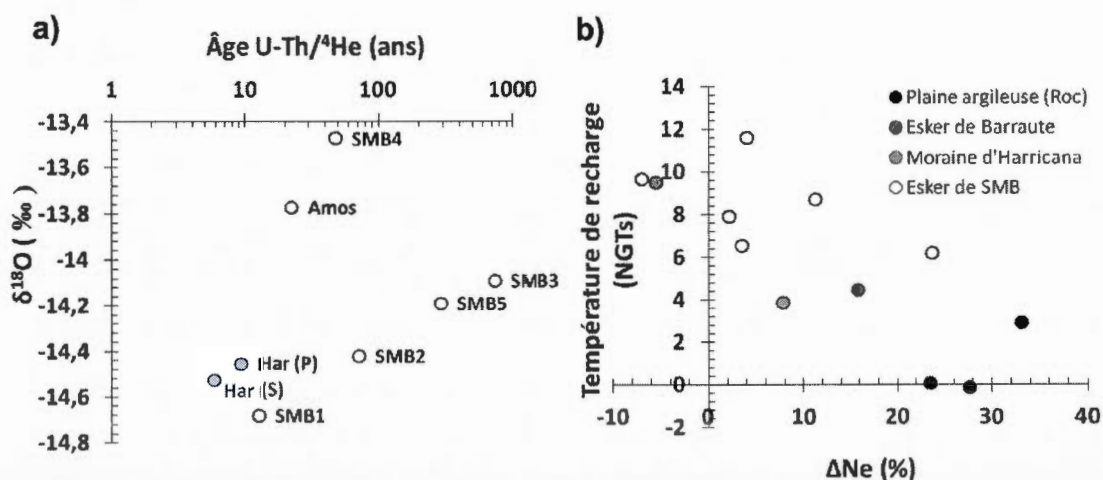 a)
Âge U-Th/⁴He (ans)
1 10 100 1000
-13,4
-13,6
-13,8
-14
-14,2
-14,4
-14,6
-14,8
δ¹⁸O ( ‰ )
SMB4
Amos
SMB3
SMB5
SMB2
Har (P)
Har (S)
SMB1
b)
Température de recharge
(NGTs)
14
12
10
8
6
4
2
0
-2
-10 0 10 20 30 40
ΔNe (%)
Plaine argileuse (Roc)
Esker de Barraute
Moraine d'Harricana
Esker de SMB